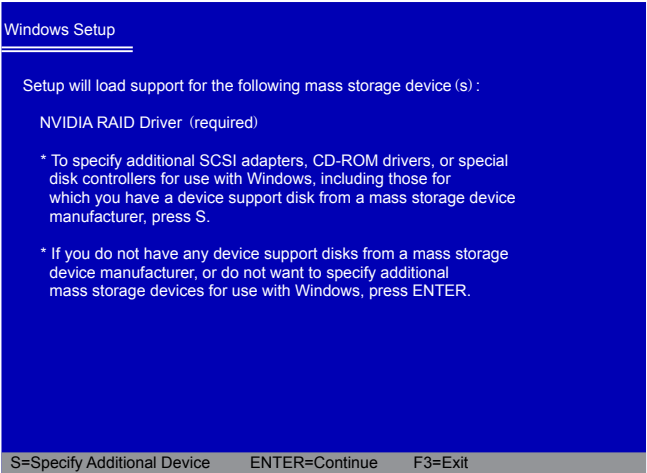 Windows Setup
Setup will load support for the following mass storage device(s):
NVIDIA RAID Driver (required)
* To specify additional SCSI adapters, CD-ROM drivers, or special
disk controllers for use with Windows, including those for
which you have a device support disk from a mass storage device
manufacturer, press S.
* If you do not have any device support disks from a mass storage
device manufacturer, or do not want to specify additional
mass storage devices for use with Windows, press ENTER.
S=Specify Additional Device ENTER=Continue F3=Exit